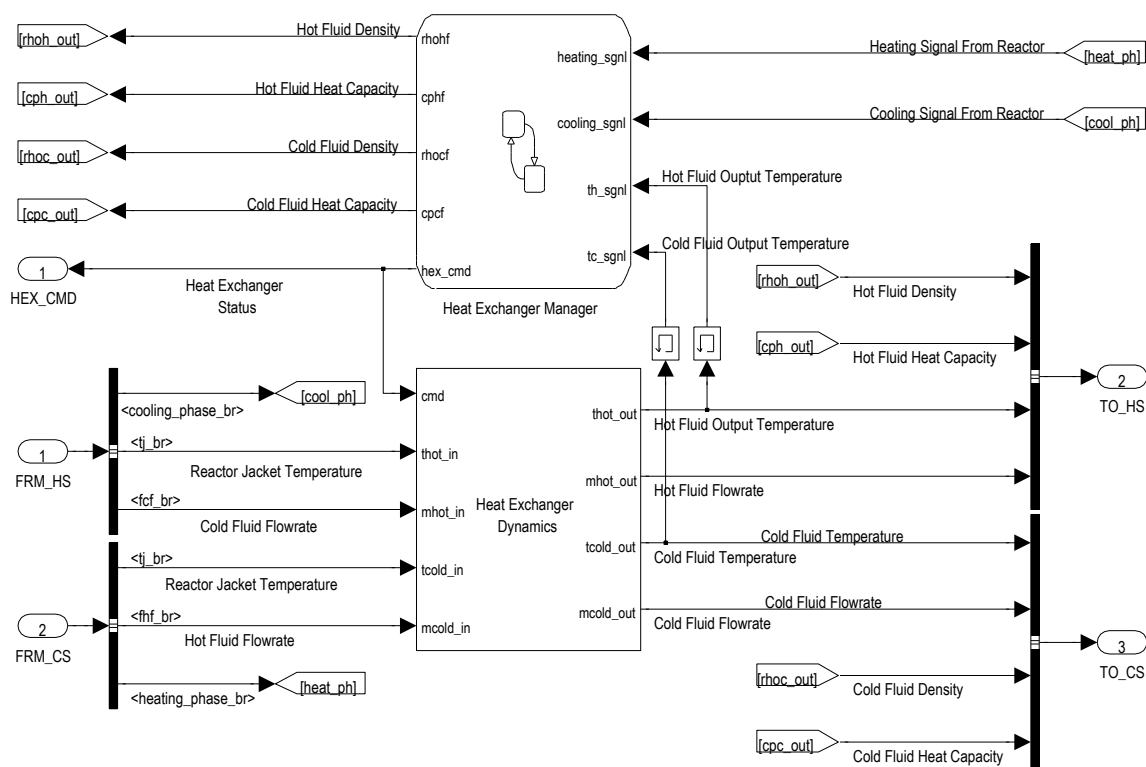 Hot Fluid Density
[rhoh_out]
rhohf
Hot Fluid Heat Capacity
[cph_out]
cphf
Cold Fluid Density
[rhoc_out]
rhocf
Cold Fluid Heat Capacity
[cpc_out]
cpcf
hex_cmd
1
HEX_CMD
Heat Exchanger
Status
heating_sgnl
cooling_sgnl
th_sgnl
tc_sgnl
Heat Exchanger Manager
Heating Signal From Reactor
[heat_ph]
Cooling Signal From Reactor
[cool_ph]
Hot Fluid Ouptut Temperature
Cold Fluid Output Temperature
[rhoh_out]
Hot Fluid Density
[cph_out]
Hot Fluid Heat Capacity
2
TO_HS
1
FRM_HS
<cooling_phase_br>
[cool_ph]
<tj_br>
Reactor Jacket Temperature
<fcf_br>
Cold Fluid Flowrate
<tj_br>
Reactor Jacket Temperature
2
FRM_CS
<fhf_br>
Hot Fluid Flowrate
<heating_phase_br>
[heat_ph]
cmd
thot_in
mhot_in
tcold_in
mcold_in
Heat Exchanger
Dynamics
thot_out
mhot_out
tcold_out
mcold_out
Hot Fluid Output Temperature
Hot Fluid Flowrate
Cold Fluid Temperature
Cold Fluid Temperature
Cold Fluid Flowrate
Cold Fluid Flowrate
3
TO_CS
[rhoc_out]
Cold Fluid Density
[cpc_out]
Cold Fluid Heat Capacity